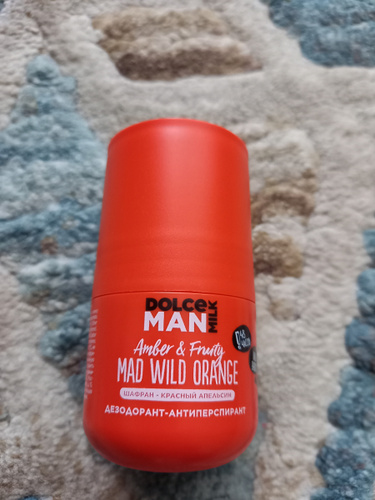 DOLCE MILK
MAN
Amber & Fruity
MAD WILD ORANGE
ШАФРАН - КРАСНЫЙ АПЕЛЬСИН
ДЕЗОДОРАНТ-АНТИПЕРСПИРАНТ